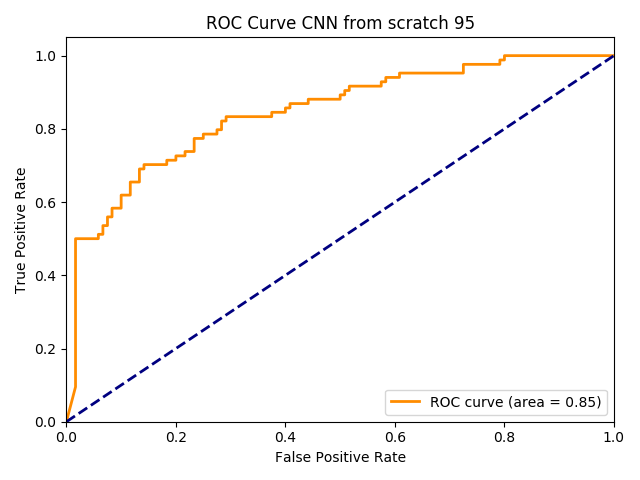 ROC Curve CNN from scratch 95
1.0
0.8
0.6
0.4
0.2
0.0
True Positive Rate
ROC curve (area = 0.85)
0.0 0.2 0.4 0.6 0.8 1.0
False Positive Rate